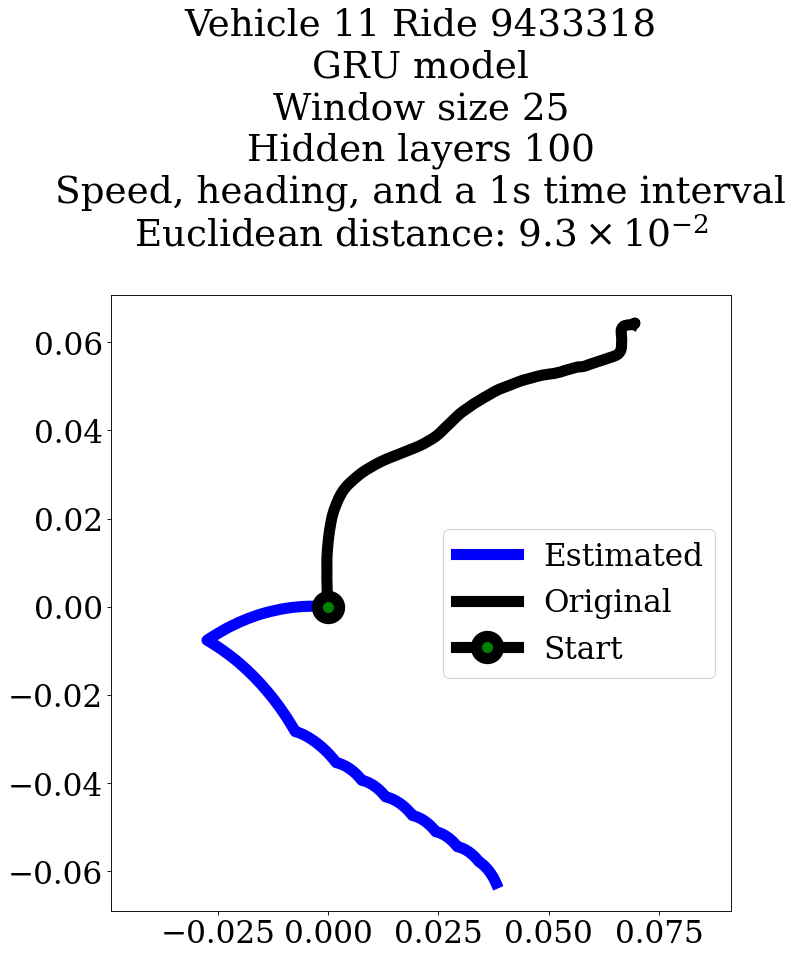 Vehicle 11 Ride 9433318
GRU model
Window size 25
Hidden layers 100
Speed, heading, and a 1s time interval
Euclidean distance: 9.3 × 10⁻²
0.06
0.04
0.02
0.00
−0.02
−0.04
−0.06
Estimated
Original
Start
−0.025 0.000 0.025 0.050 0.075